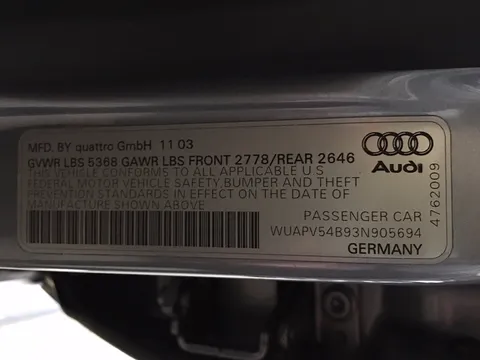 MFD. BY quattro GmbH 11 03
GVWR LBS 5368 GAWR LBS FRONT 2778/REAR 2646
THIS VEHICLE CONFORMS TO ALL APPLICABLE U S
FEDERAL MOTOR VEHICLE SAFETY, BUMPER AND THEFT
PREVENTION STANDARDS IN EFFECT ON THE DATE OF
MANUFACTURE SHOWN ABOVE
PASSENGER CAR
WUAPV54B93N905694
GERMANY
Audi
4762009